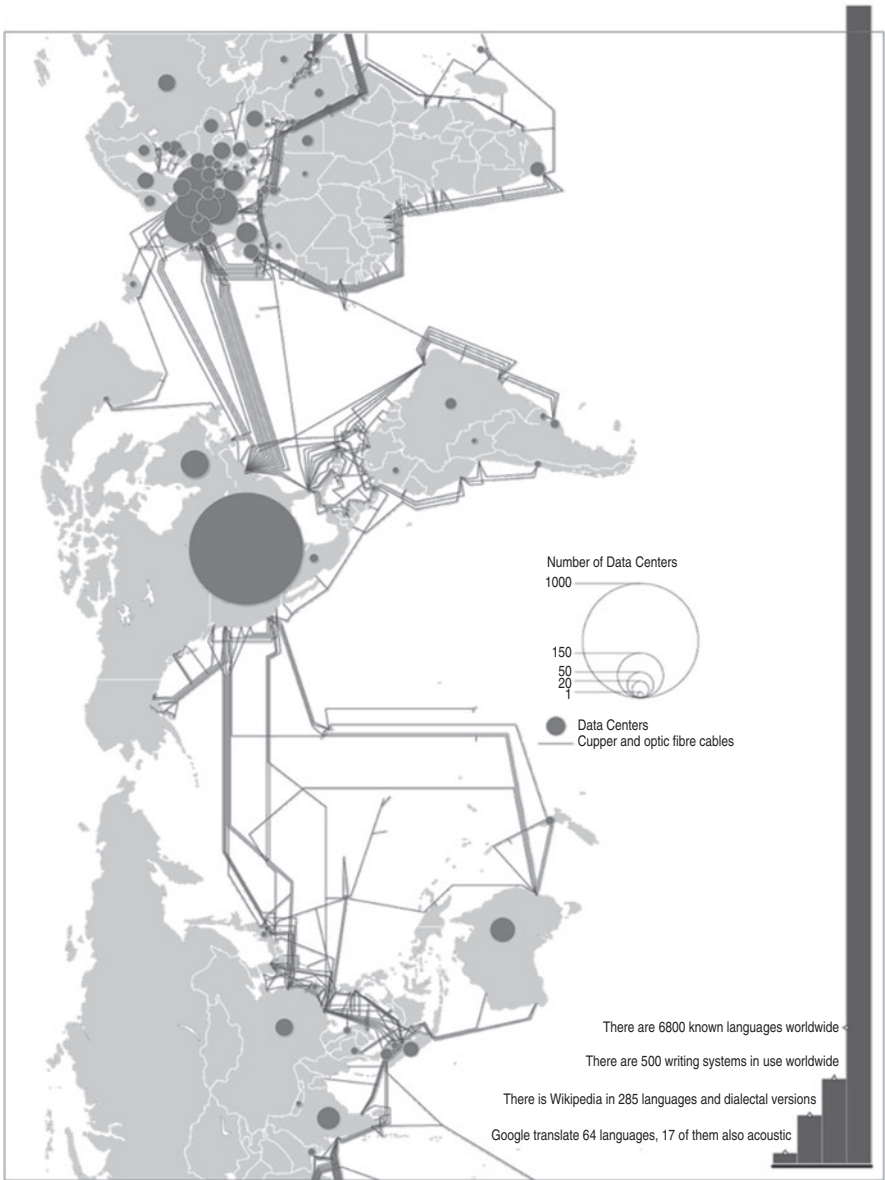 Number of Data Centers
1000
150
50
20
1
Data Centers
Cupper and optic fibre cables
There are 6800 known languages worldwide
There are 500 writing systems in use worldwide
There is Wikipedia in 285 languages and dialectal versions
Google translate 64 languages, 17 of them also acoustic